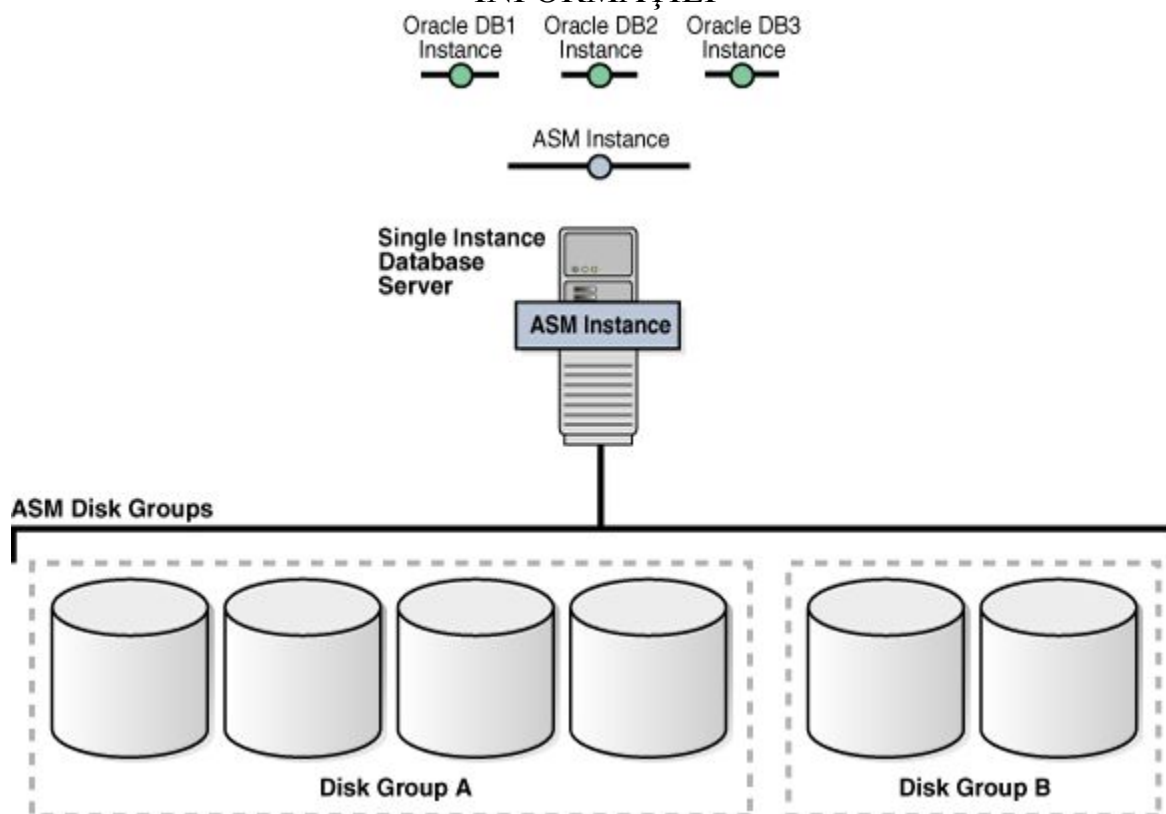 INFORMAŢIEI
Oracle DB1 Oracle DB2 Oracle DB3
Instance Instance Instance
ASM Instance
Single Instance
Database
Server
ASM Instance
ASM Disk Groups
Disk Group A
Disk Group B